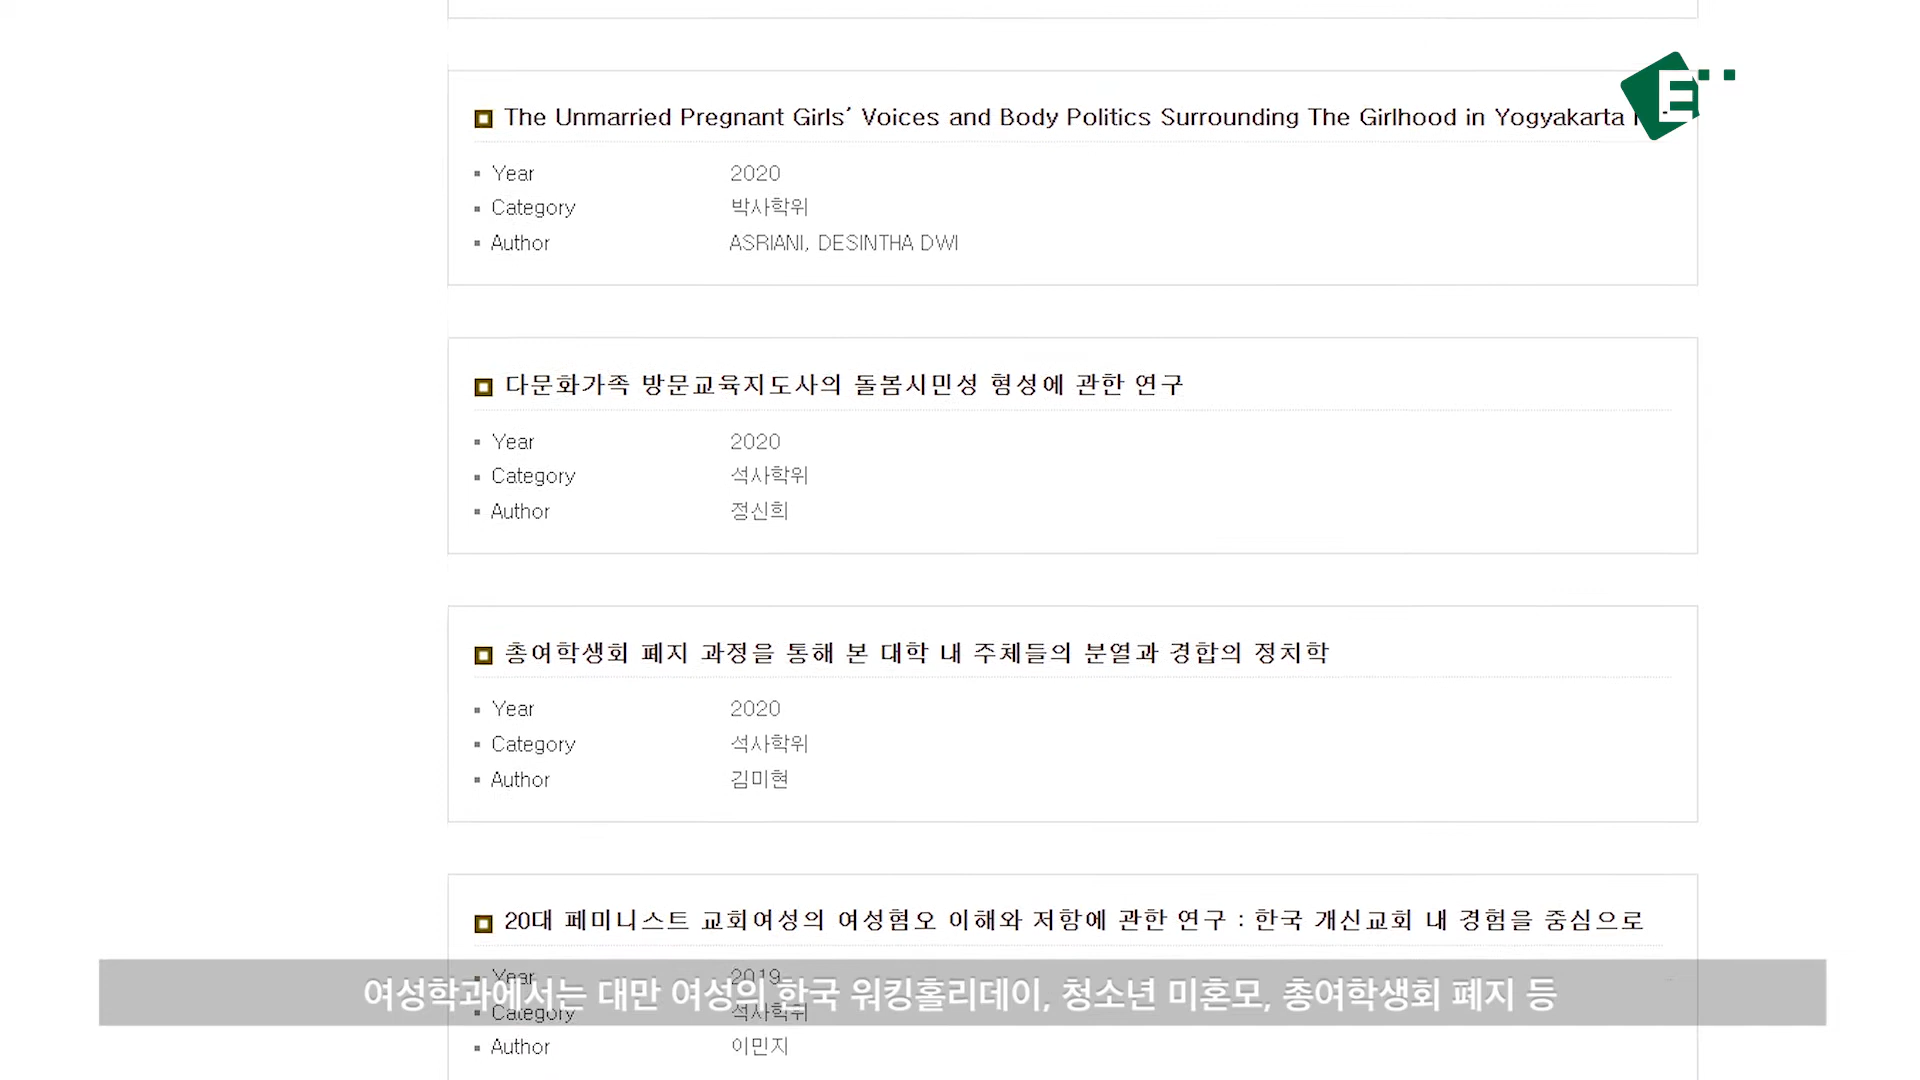 The Unmarried Pregnant Girls' Voices and Body Politics Surrounding The Girlhood in Yogyakarta
Year 2020
Category 박사학위
Author ASRIANI, DESINTHA DWI
다문화가족 방문교육지도사의 돌봄시민성 형성에 관한 연구
Year 2020
Category 석사학위
Author 정신희
총여학생회 폐지 과정을 통해 본 대학 내 주체들의 분열과 경합의 정치학
Year 2020
Category 석사학위
Author 김미현
20대 페미니스트 교회여성의 여성혐오 이해와 저항에 관한 연구 : 한국 개신교회 내 경험을 중심으로
Year 2019
여성학과에서는 대만 여성의 한국 워킹홀리데이, 청소년 미혼모, 총여학생회 폐지 등
Category 석사학위
Author 이민지
E